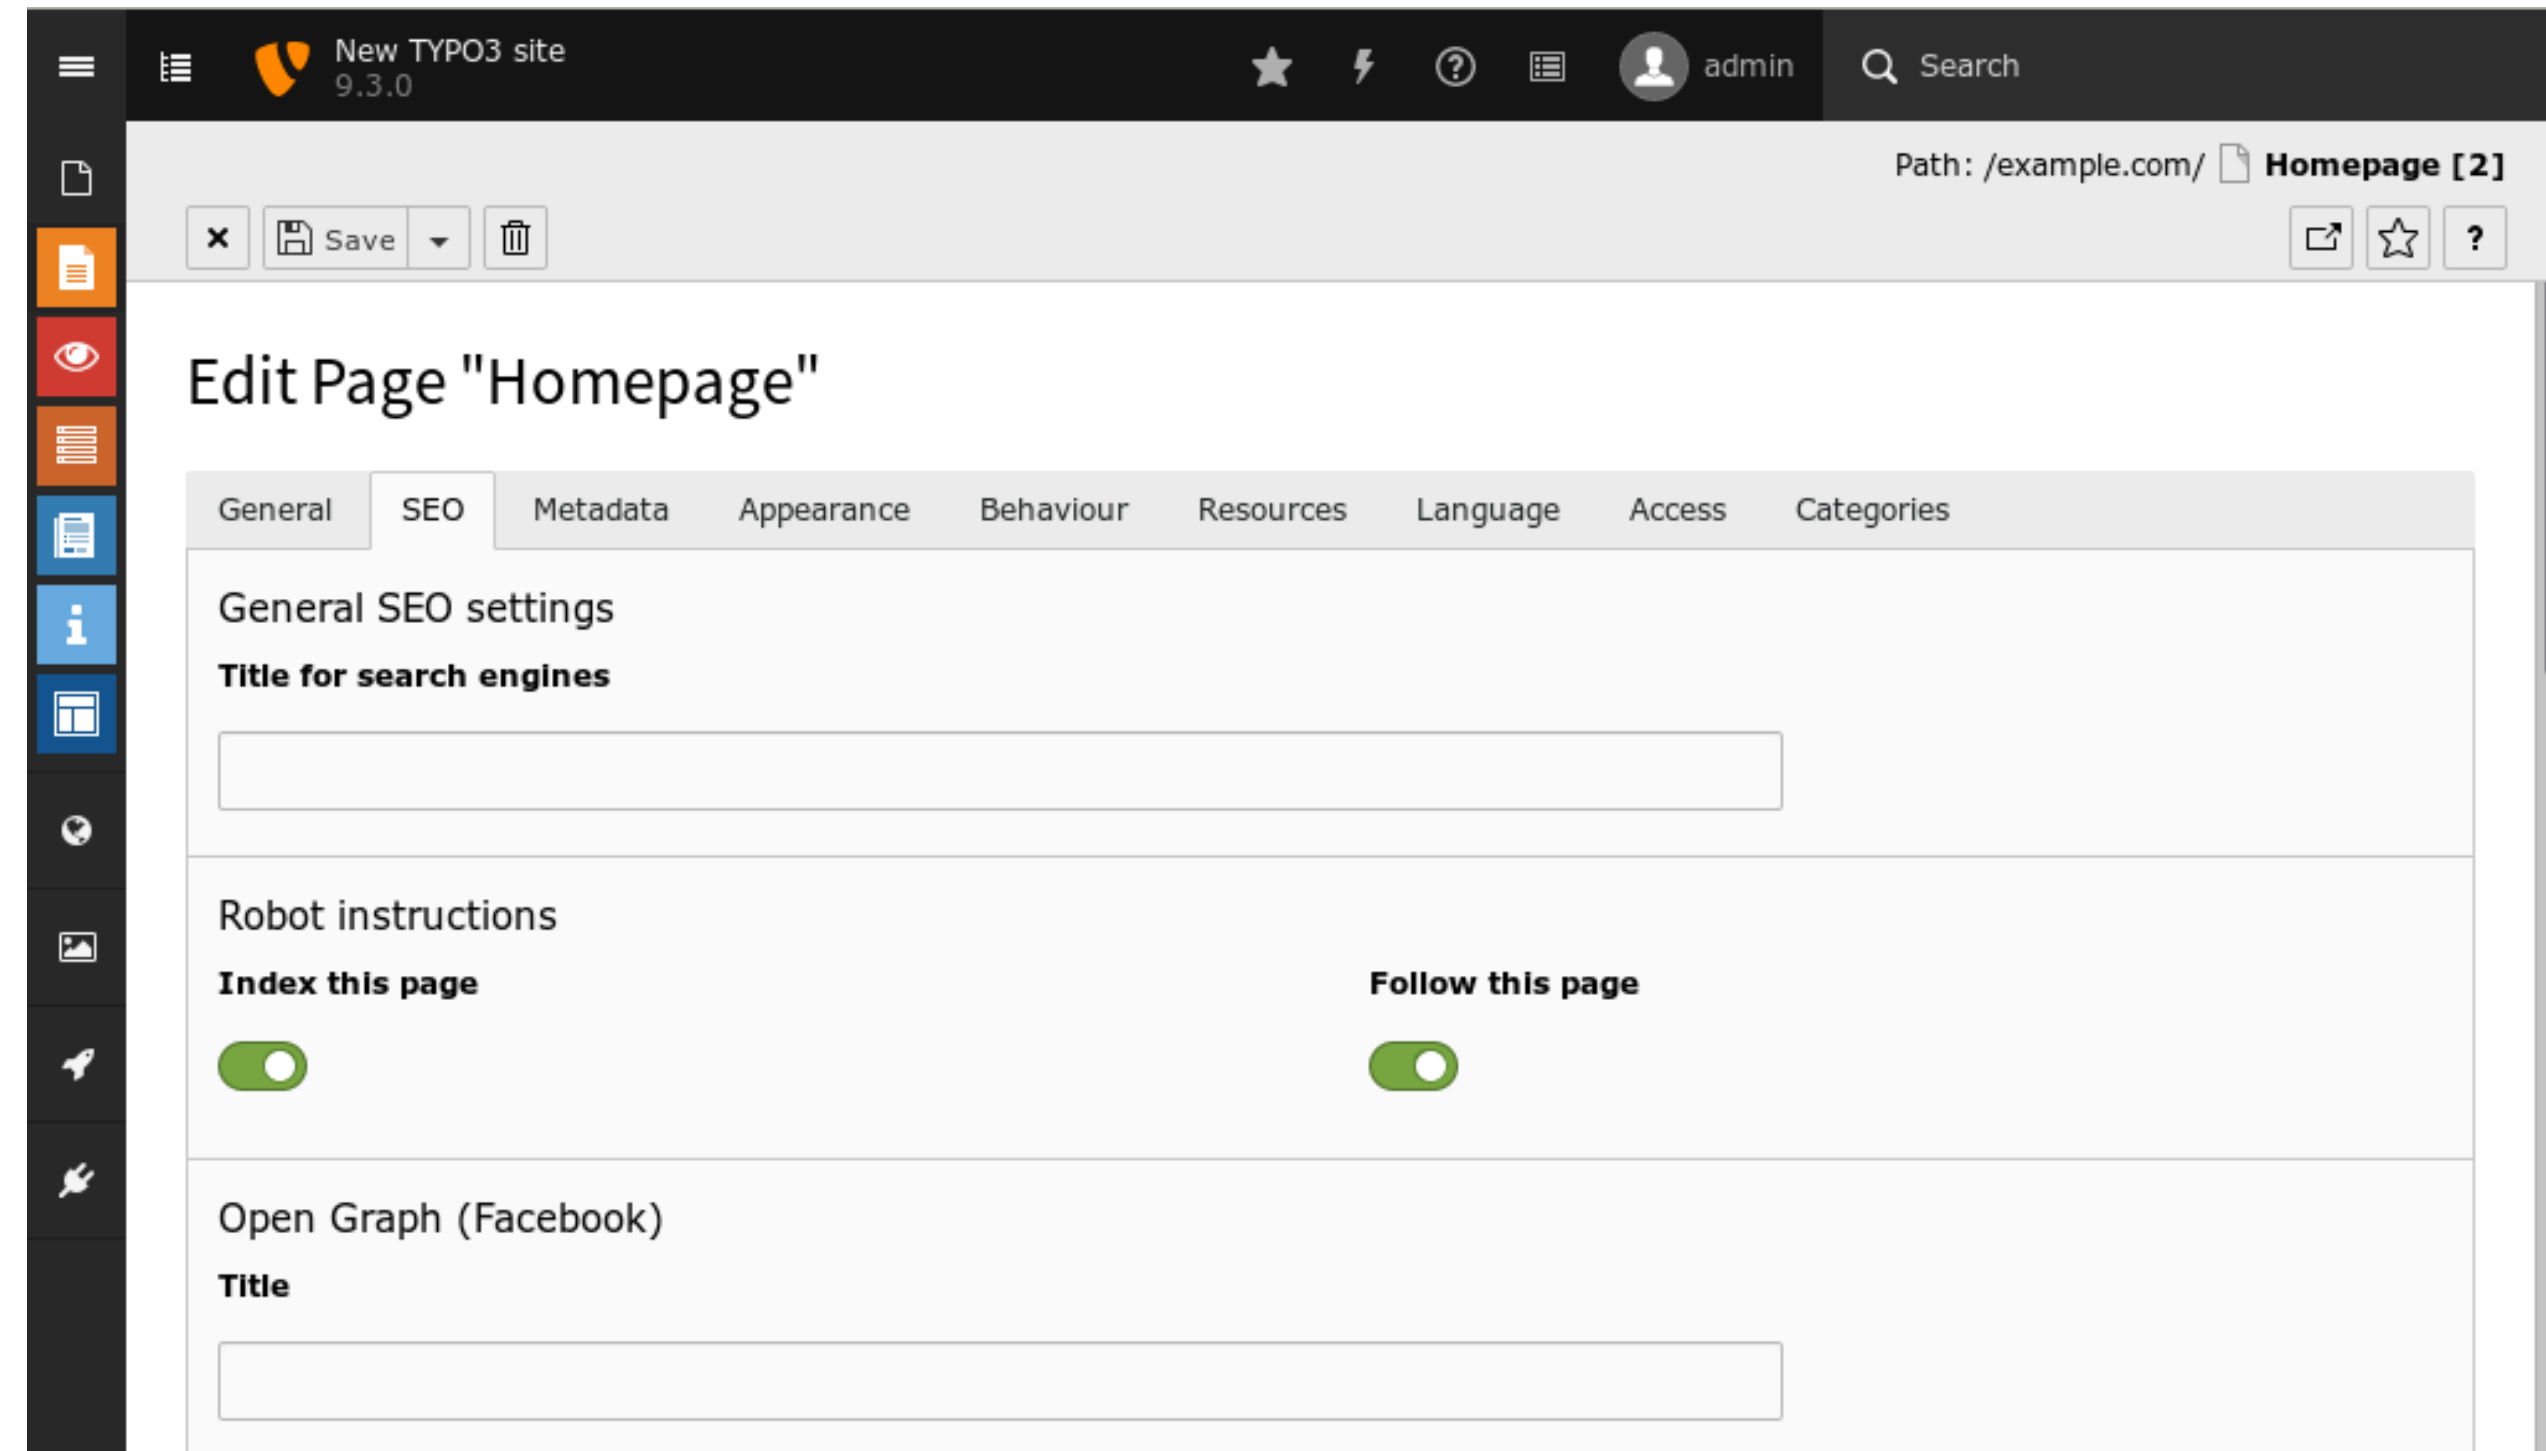 New TYPO3 site
9.3.0
admin
Search
Path: /example.com/ Homepage [2]
Save
?
Edit Page "Homepage"
General SEO Metadata Appearance Behaviour Resources Language Access Categories
General SEO settings
Title for search engines
Robot instructions
Index this page Follow this page
Open Graph (Facebook)
Title